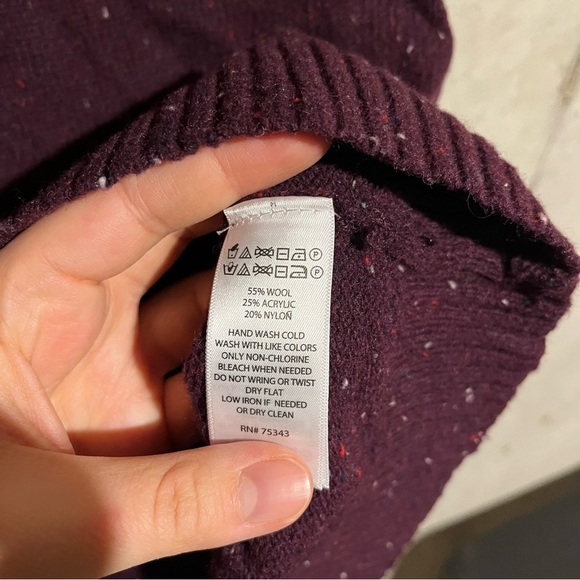 55% WOOL
25% ACRYLIC
20% NYLOÑ
HAND WASH COLD
WASH WITH LIKE COLORS
ONLY NON-CHLORINE
BLEACH WHEN NEEDED
DO NOT WRING OR TWIST
DRY FLAT
LOW IRON IF NEEDED
OR DRY CLEAN
RN# 75343